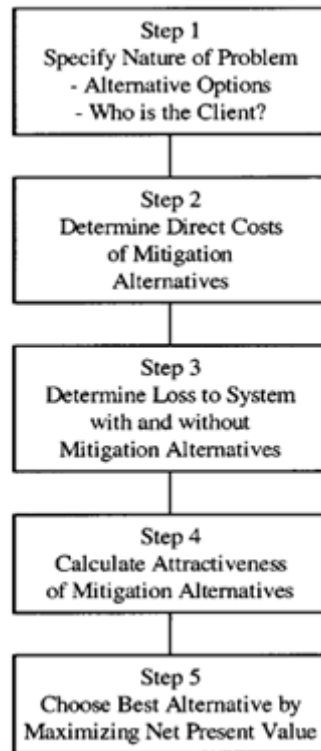 Step 1
Specify Nature of Problem
- Alternative Options
- Who is the Client?
Step 2
Determine Direct Costs
of Mitigation
Alternatives
Step 3
Determine Loss to System
with and without
Mitigation Alternatives
Step 4
Calculate Attractiveness
of Mitigation Alternatives
Step 5
Choose Best Alternative by
Maximizing Net Present Value